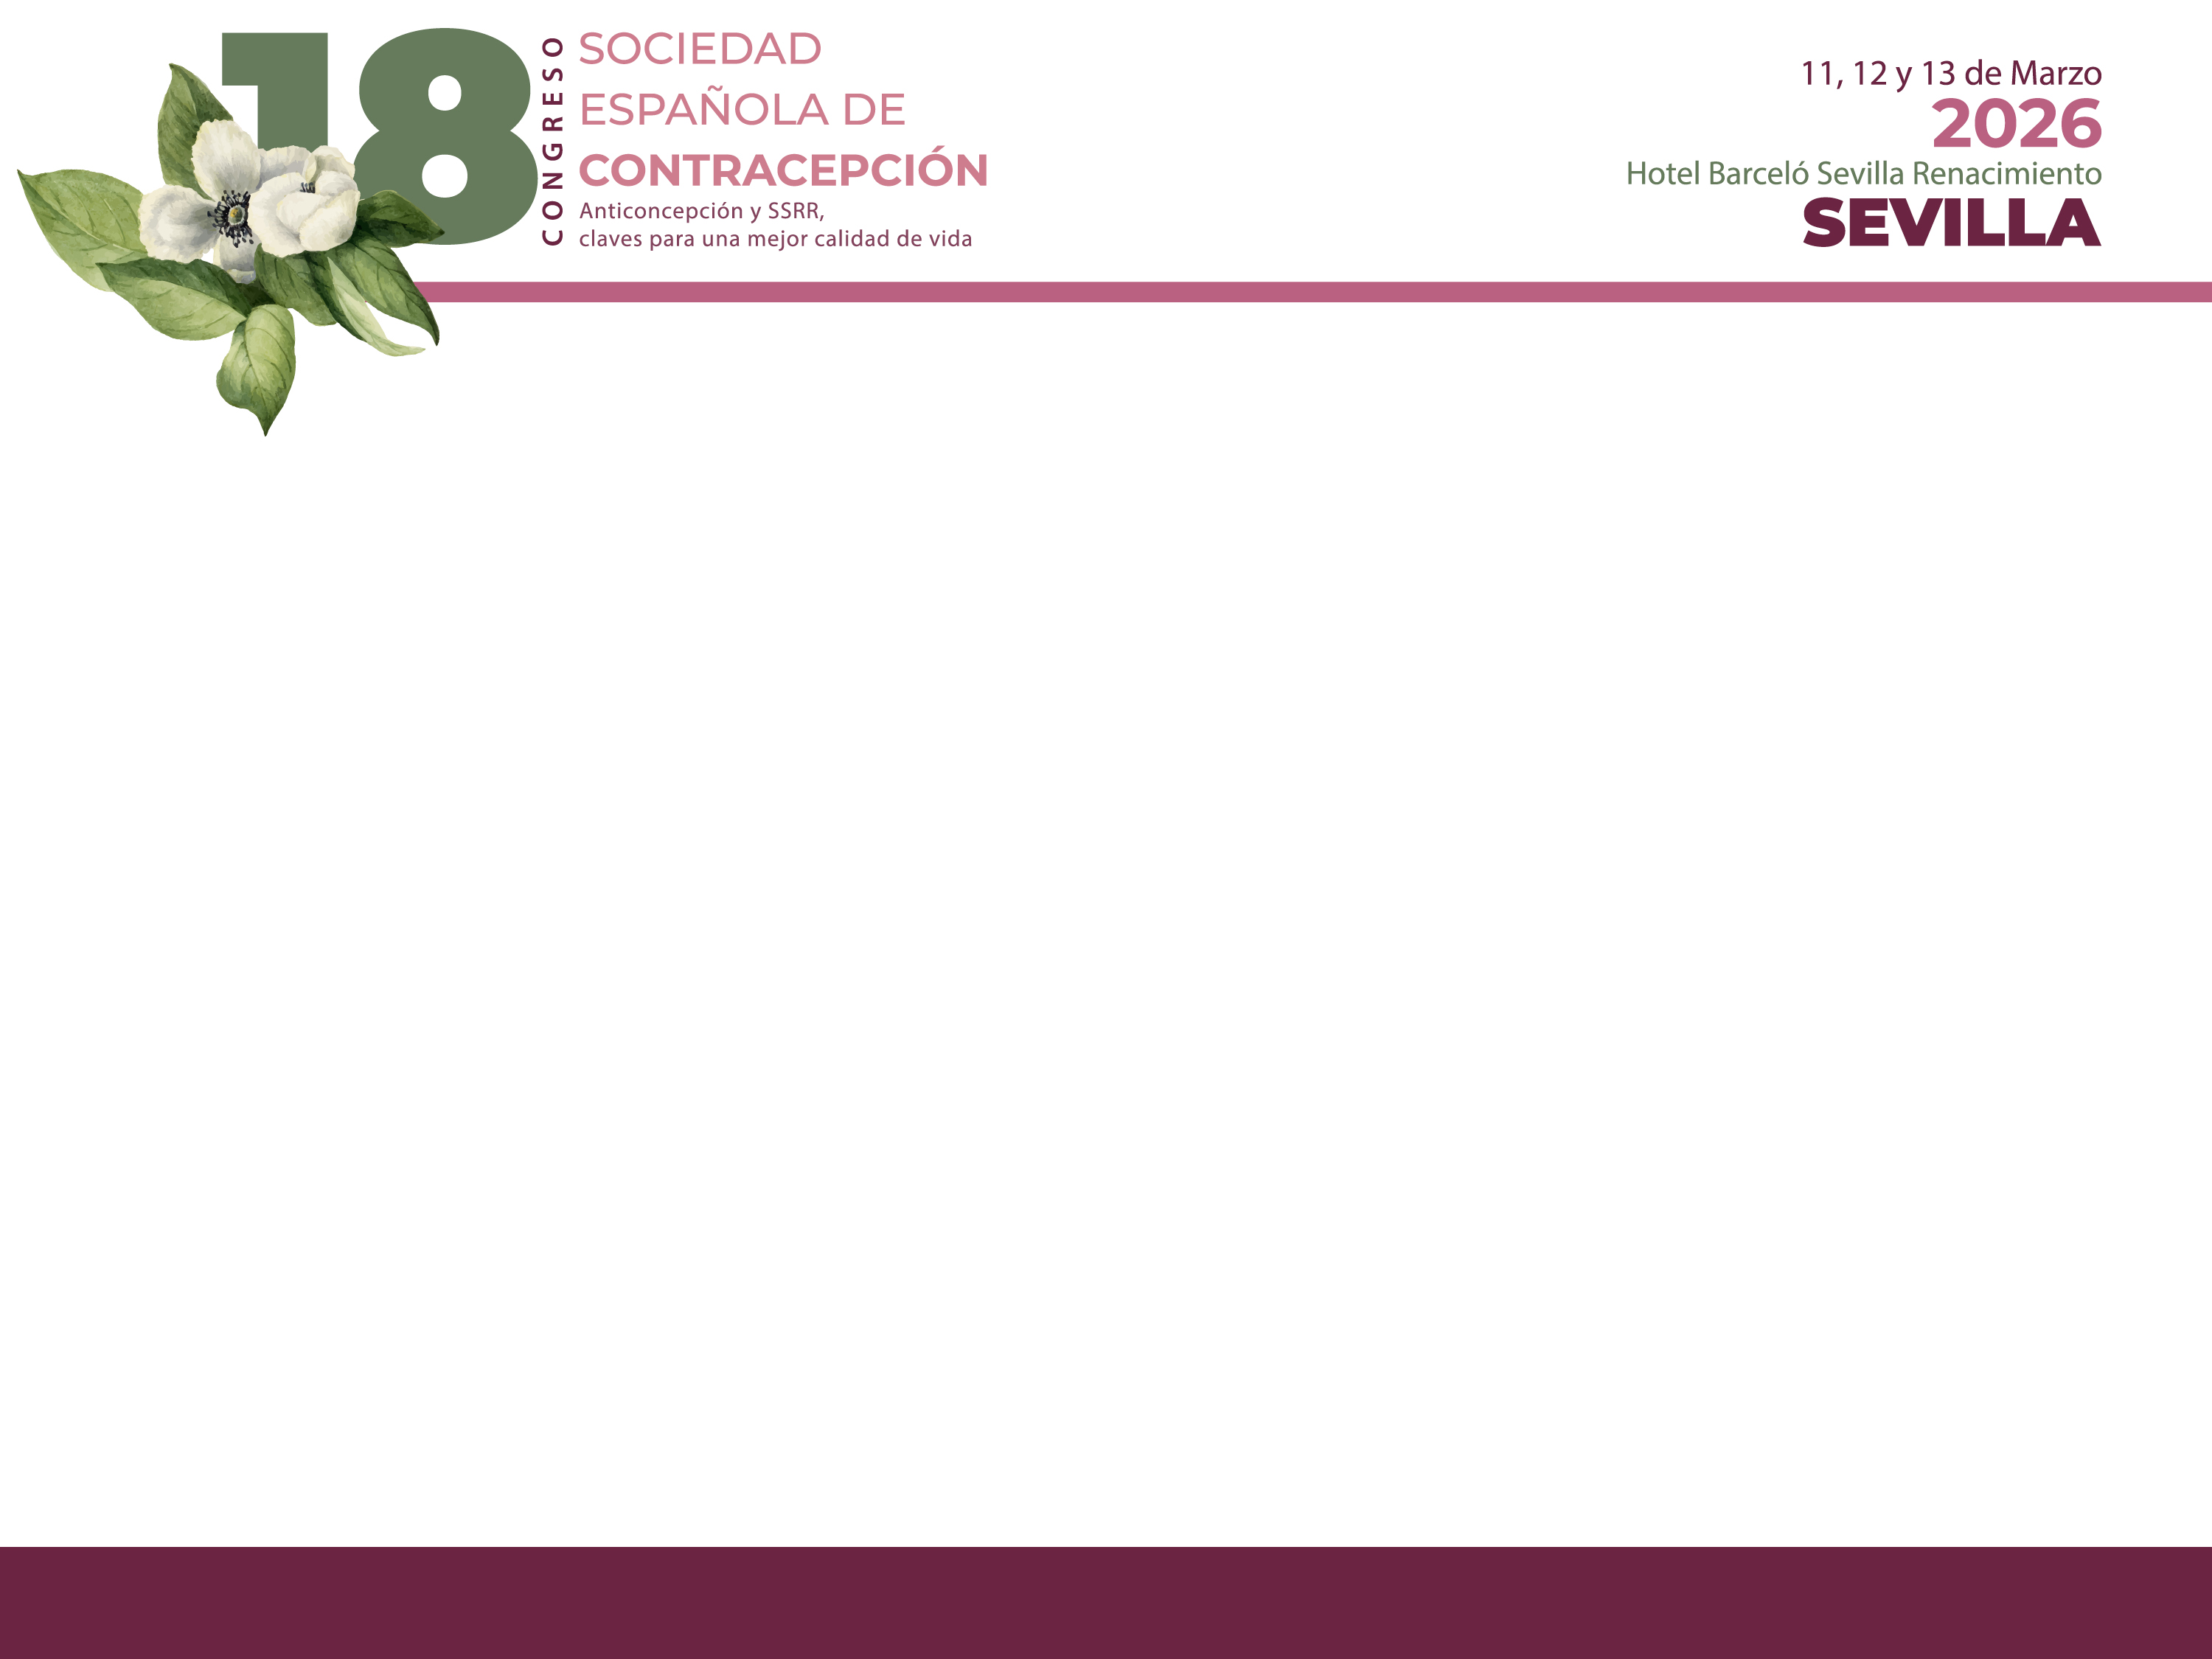 18
CONGRESO
SOCIEDAD
ESPAÑOLA DE
CONTRACEPCIÓN
Anticoncepción y SSRR,
claves para una mejor calidad de vida
11, 12 y 13 de Marzo
2026
Hotel Barceló Sevilla Renacimiento
SEVILLA